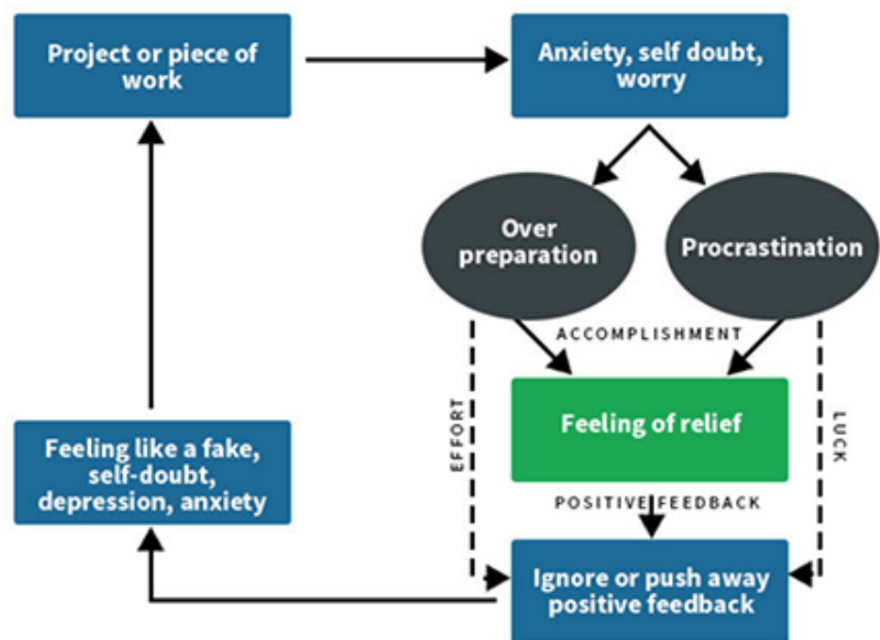 Project or piece of
work
Anxiety, self doubt,
worry
Over
preparation
Procrastination
ACCOMPLISHMENT
EFFORT
Feeling of relief
LUCK
POSITIVE FEEDBACK
Ignore or push away
positive feedback
Feeling like a fake,
self-doubt,
depression, anxiety